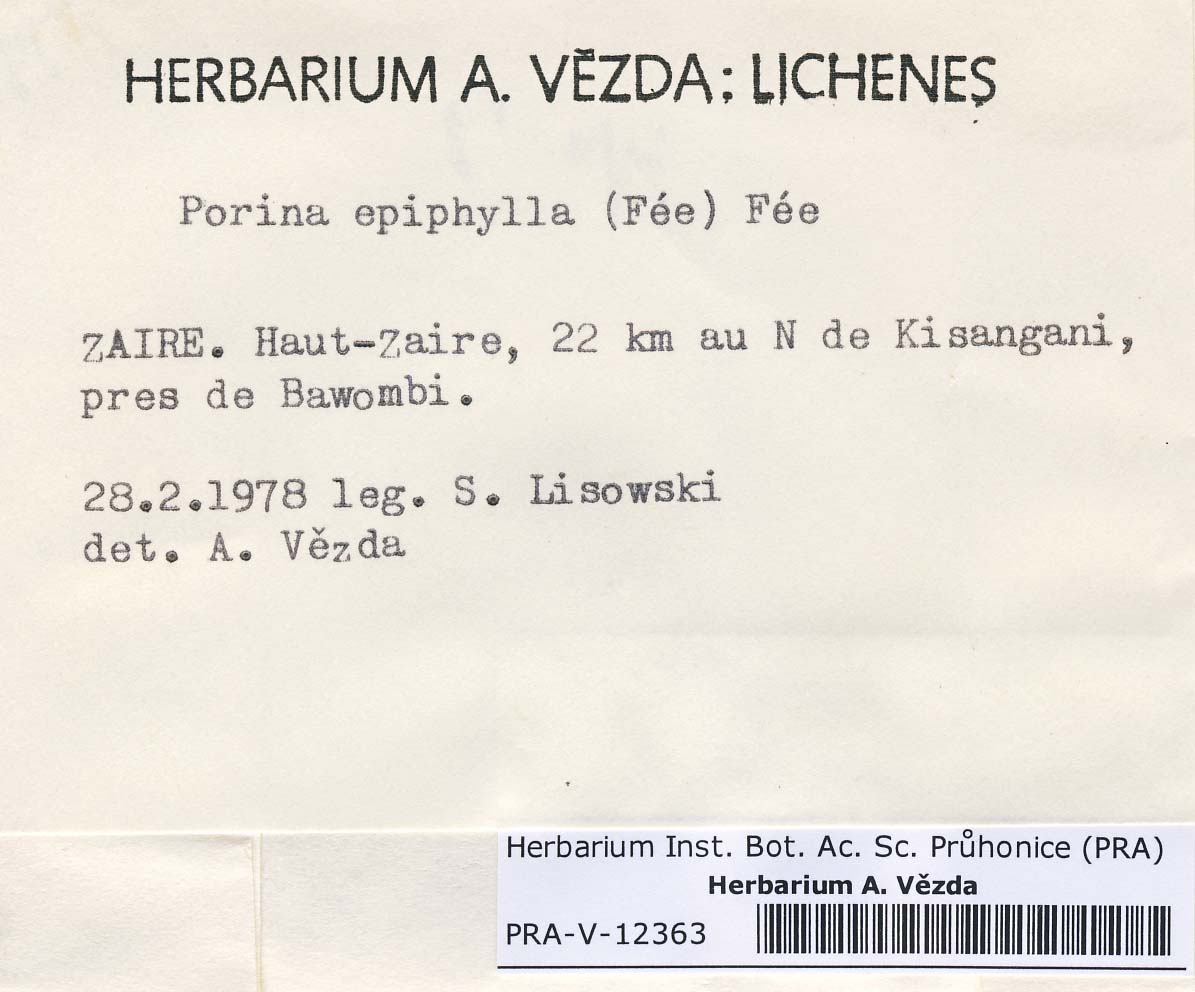 HERBARIUM A. VĚZDA: LICHENES
Porina epiphylla (Fée) Fée
ZAIRE. Haut-Zaire, 22 km au N de Kisangani,
pres de Bawombi.
28.2.1978 leg. S. Lisowski
det. A. Vězda
Herbarium Inst. Bot. Ac. Sc. Průhonice (PRA)
Herbarium A. Vězda
PRA-V-12363